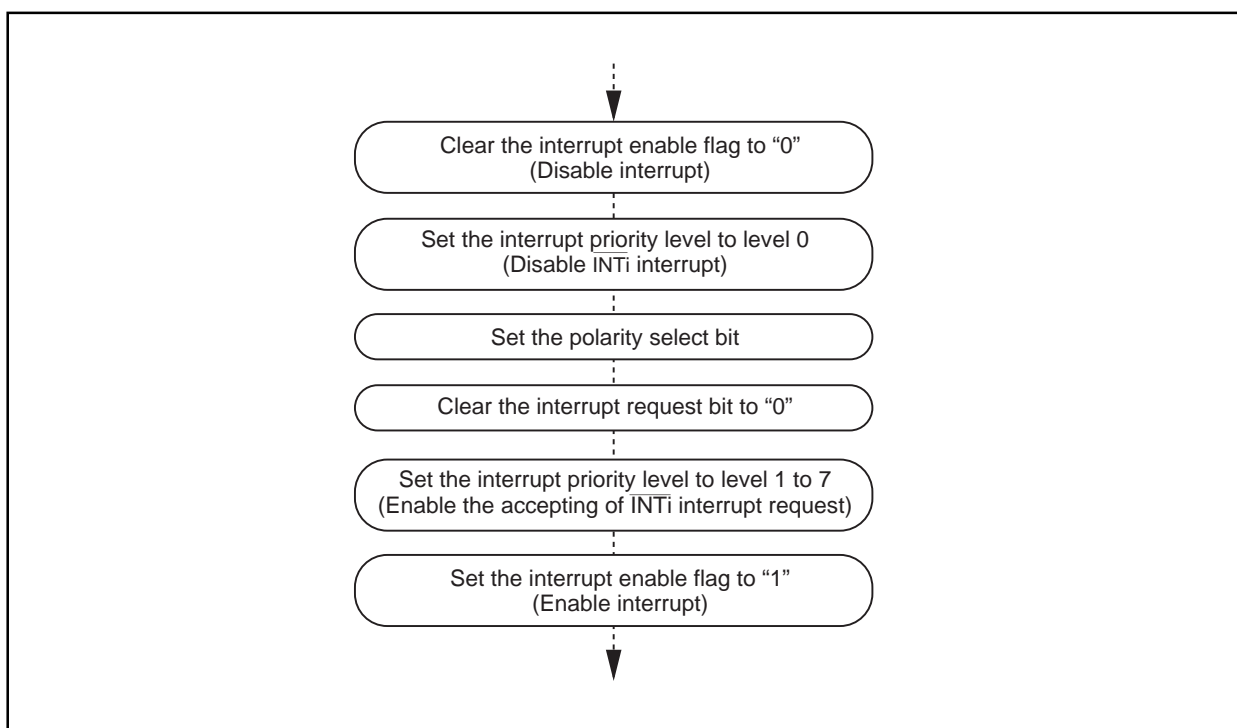 Clear the interrupt enable flag to “0”
(Disable interrupt)
Set the interrupt priority level to level 0
(Disable INTi interrupt)
Set the polarity select bit
Clear the interrupt request bit to “0”
Set the interrupt priority level to level 1 to 7
(Enable the accepting of INTi interrupt request)
Set the interrupt enable flag to “1”
(Enable interrupt)